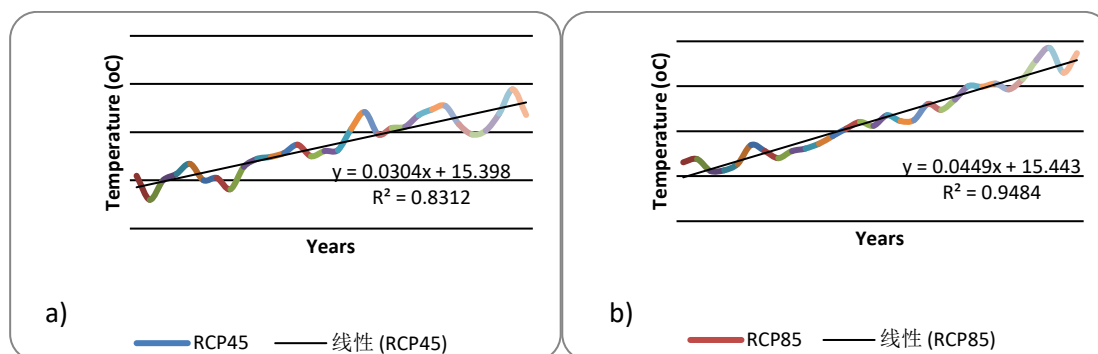 Temperature (oC)
y = 0.0304x + 15.398
R² = 0.8312
Years
a)
RCP45
线性 (RCP45)
Temperature (oC)
y = 0.0449x + 15.443
R² = 0.9484
Years
b)
RCP85
线性 (RCP85)